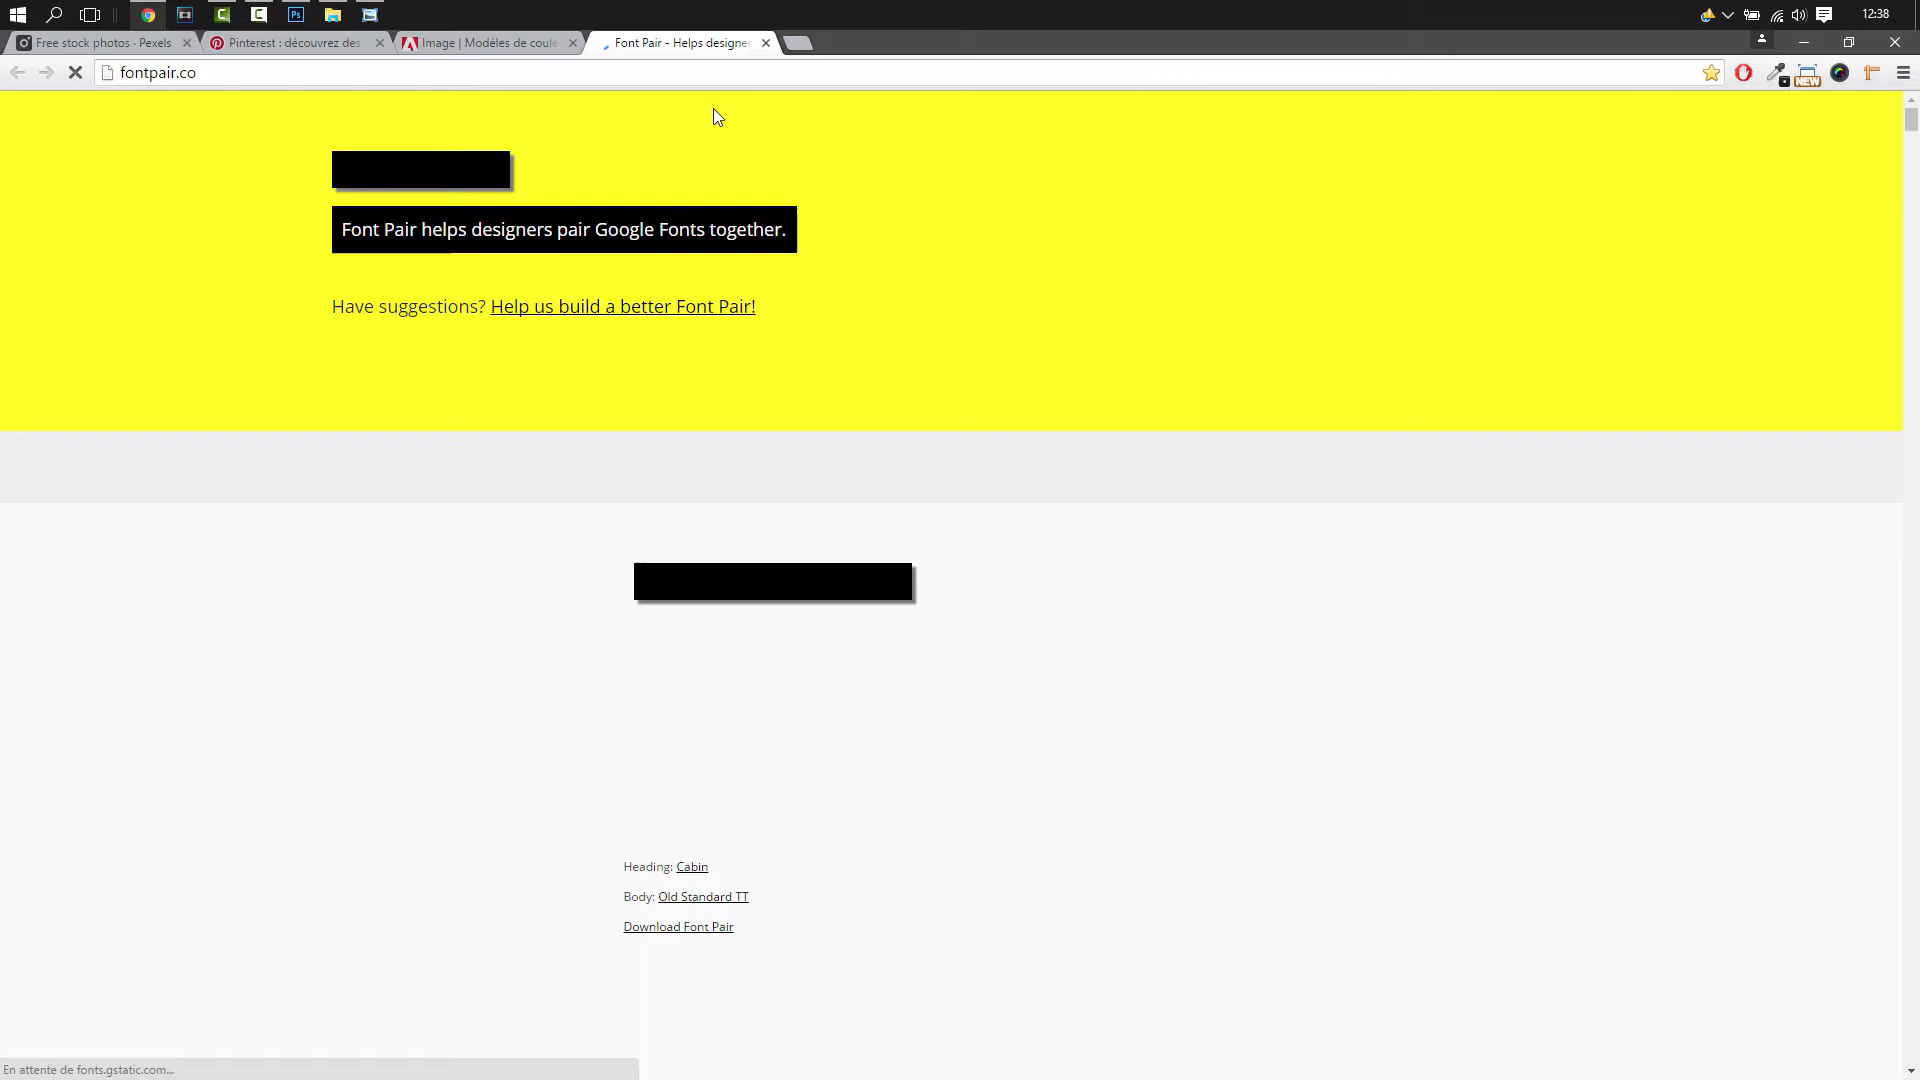 12:38
Free stock photos · Pexels
Pinterest : découvrez des
Image | Modèles de coule
Font Pair - Helps designe
fontpair.co
NEW
Font Pair helps designers pair Google Fonts together.
Have suggestions? Help us build a better Font Pair!
Heading: Cabin
Body: Old Standard TT
Download Font Pair
En attente de fonts.gstatic.com...